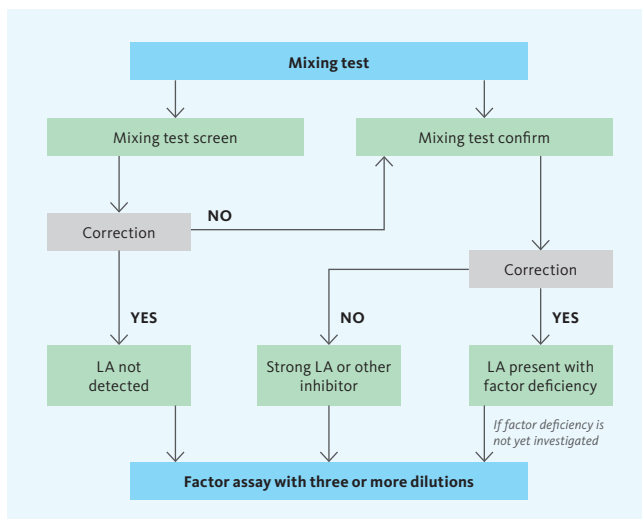 Mixing test
Mixing test screen
Mixing test confirm
Correction
NO
Correction
YES
NO
YES
LA not
detected
Strong LA or other
inhibitor
LA present with
factor deficiency
If factor deficiency is
not yet investigated
Factor assay with three or more dilutions